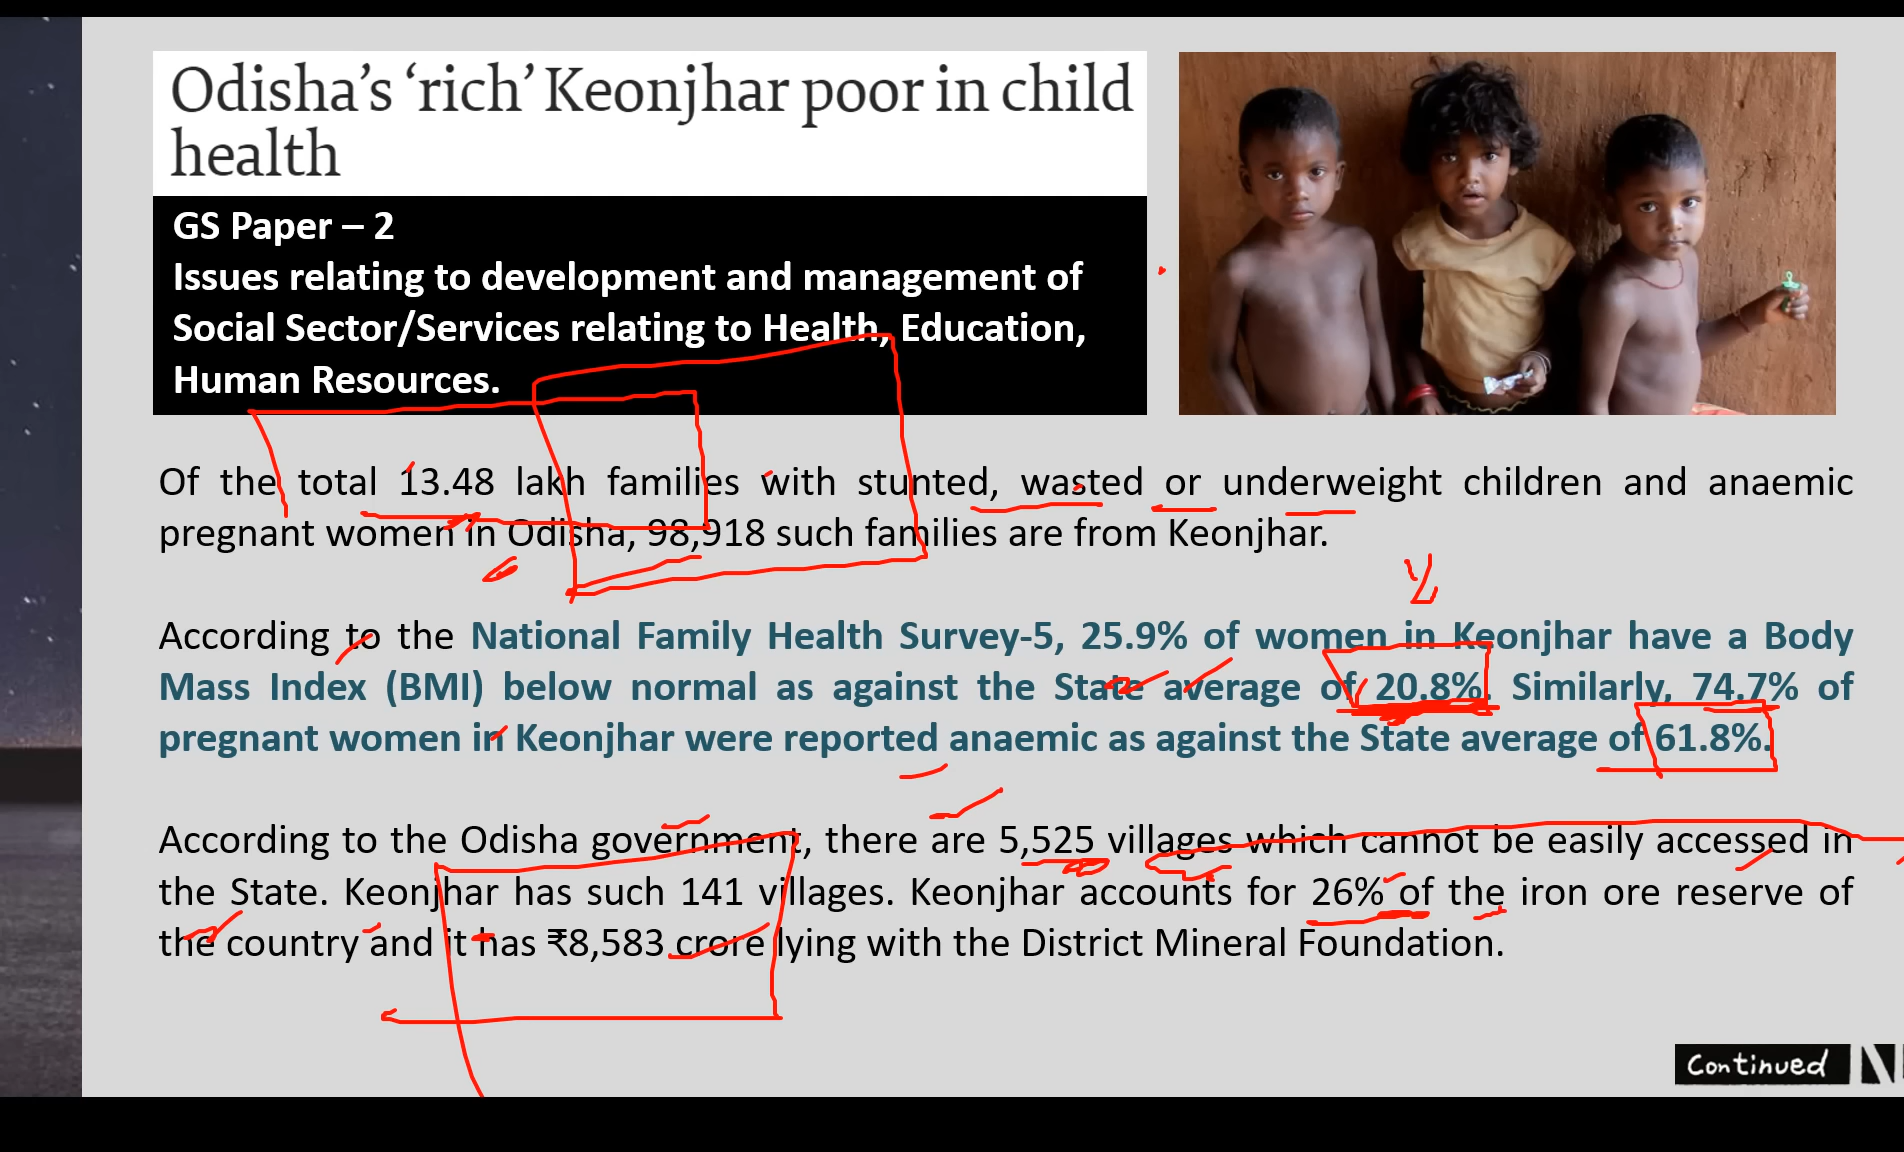 Odisha’s ‘rich’ Keonjhar poor in child
health
GS Paper – 2
Issues relating to development and management of
Social Sector/Services relating to Health, Education,
Human Resources.
Of the total 13.48 lakh families with stunted, wasted or underweight children and anaemic
pregnant women in Odisha, 98,918 such families are from Keonjhar.
According to the National Family Health Survey-5, 25.9% of women in Keonjhar have a Body
Mass Index (BMI) below normal as against the State average of 20.8%. Similarly, 74.7% of
pregnant women in Keonjhar were reported anaemic as against the State average of 61.8%.
According to the Odisha government, there are 5,525 villages which cannot be easily accessed in
the State. Keonjhar has such 141 villages. Keonjhar accounts for 26% of the iron ore reserve of
the country and it has ₹8,583 crore lying with the District Mineral Foundation.
Continued